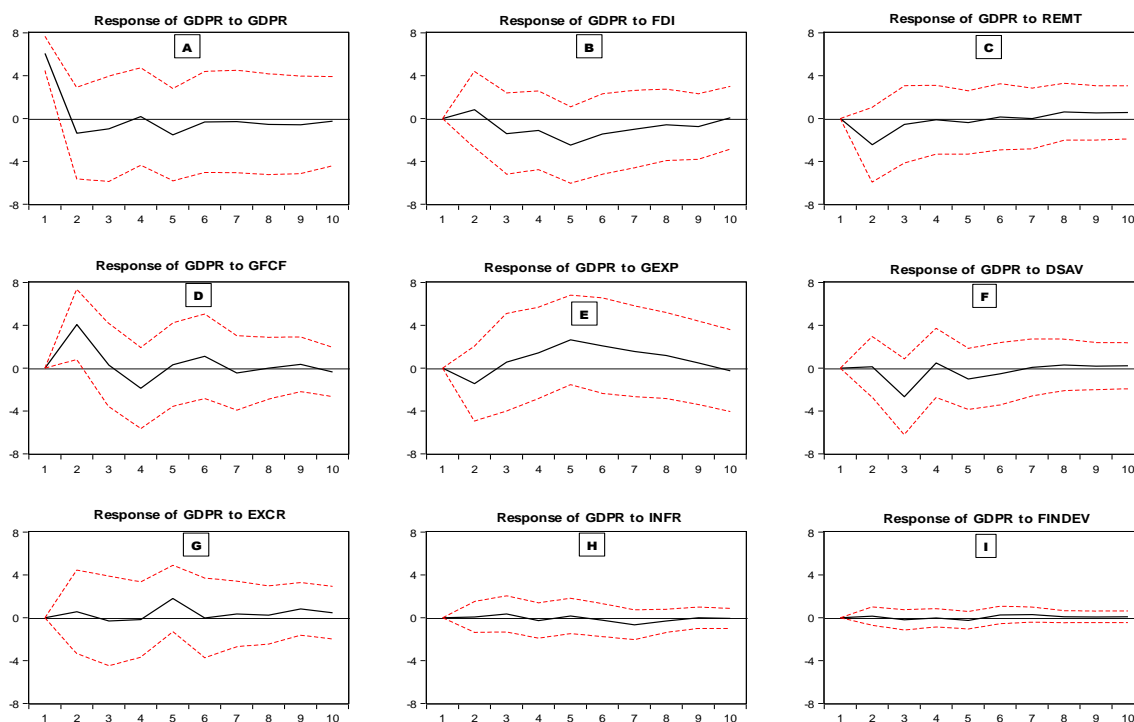 Response of GDPR to GDPR
A
8
4
0
-4
-8
1 2 3 4 5 6 7 8 9 10
Response of GDPR to FDI
B
8
4
0
-4
-8
1 2 3 4 5 6 7 8 9 10
Response of GDPR to REMT
C
8
4
0
-4
-8
1 2 3 4 5 6 7 8 9 10
Response of GDPR to GFCF
D
8
4
0
-4
-8
1 2 3 4 5 6 7 8 9 10
Response of GDPR to GEXP
E
8
4
0
-4
-8
1 2 3 4 5 6 7 8 9 10
Response of GDPR to DSAV
F
8
4
0
-4
-8
1 2 3 4 5 6 7 8 9 10
Response of GDPR to EXCR
G
8
4
0
-4
-8
1 2 3 4 5 6 7 8 9 10
Response of GDPR to INFR
H
8
4
0
-4
-8
1 2 3 4 5 6 7 8 9 10
Response of GDPR to FINDEV
I
8
4
0
-4
-8
1 2 3 4 5 6 7 8 9 10